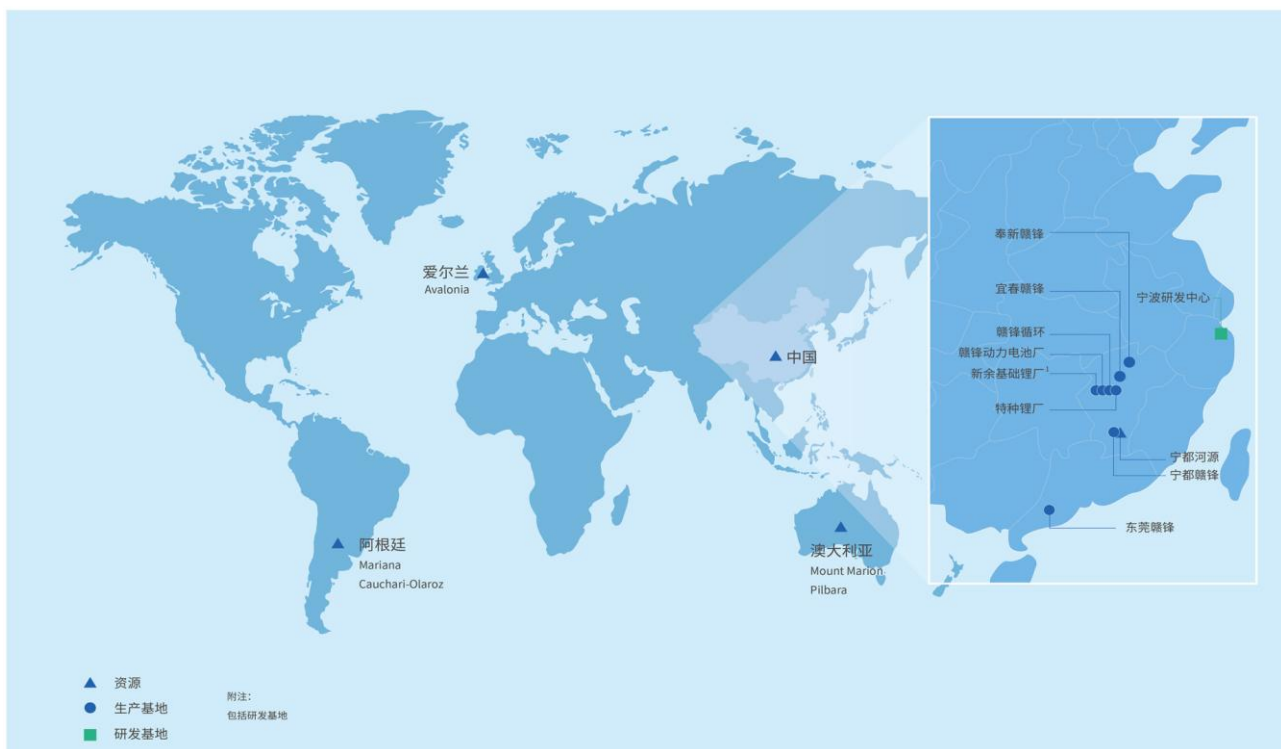 爱尔兰
Avalonia
中国
阿根廷
Mariana
Cauchari-Olaroz
澳大利亚
Mount Marion
Pilbara
奉新赣锋
宜春赣锋
宁波研发中心
赣锋循环
赣锋动力电池厂
新余基础锂厂1
特种锂厂
宁都河源
宁都赣锋
东莞赣锋
资源
生产基地
研发基地
附注：
包括研发基地